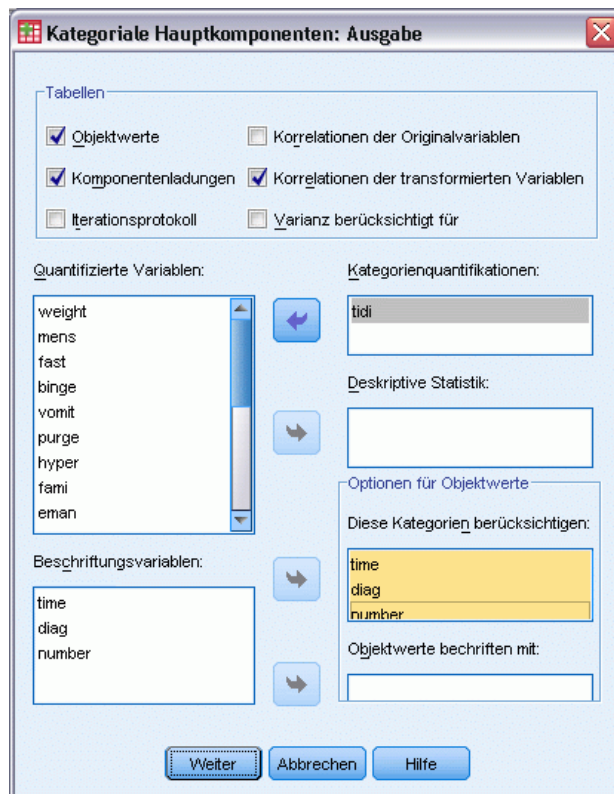 Kategoriale Hauptkomponenten: Ausgabe
Tabellen
Objektwerte
Korrelationen der Originalvariablen
Komponentenladungen
Korrelationen der transformierten Variablen
Iterationsprotokoll
Varianz berücksichtigt für
Quantifizierte Variablen:
weight
mens
fast
binge
vomit
purge
hyper
fami
eman
Kategorienquantifikationen:
tidi
Deskriptive Statistik:
Optionen für Objektwerte
Diese Kategorien berücksichtigen:
time
diag
number
Beschriftungsvariablen:
time
diag
number
Objektwerte bechriften mit:
Weiter
Abbrechen
Hilfe